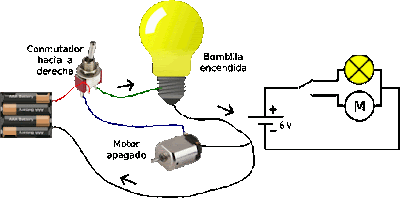 Conmutador
hacia a
derecha
Bombilla
encendida
Motor
apagado
+
6 V
M